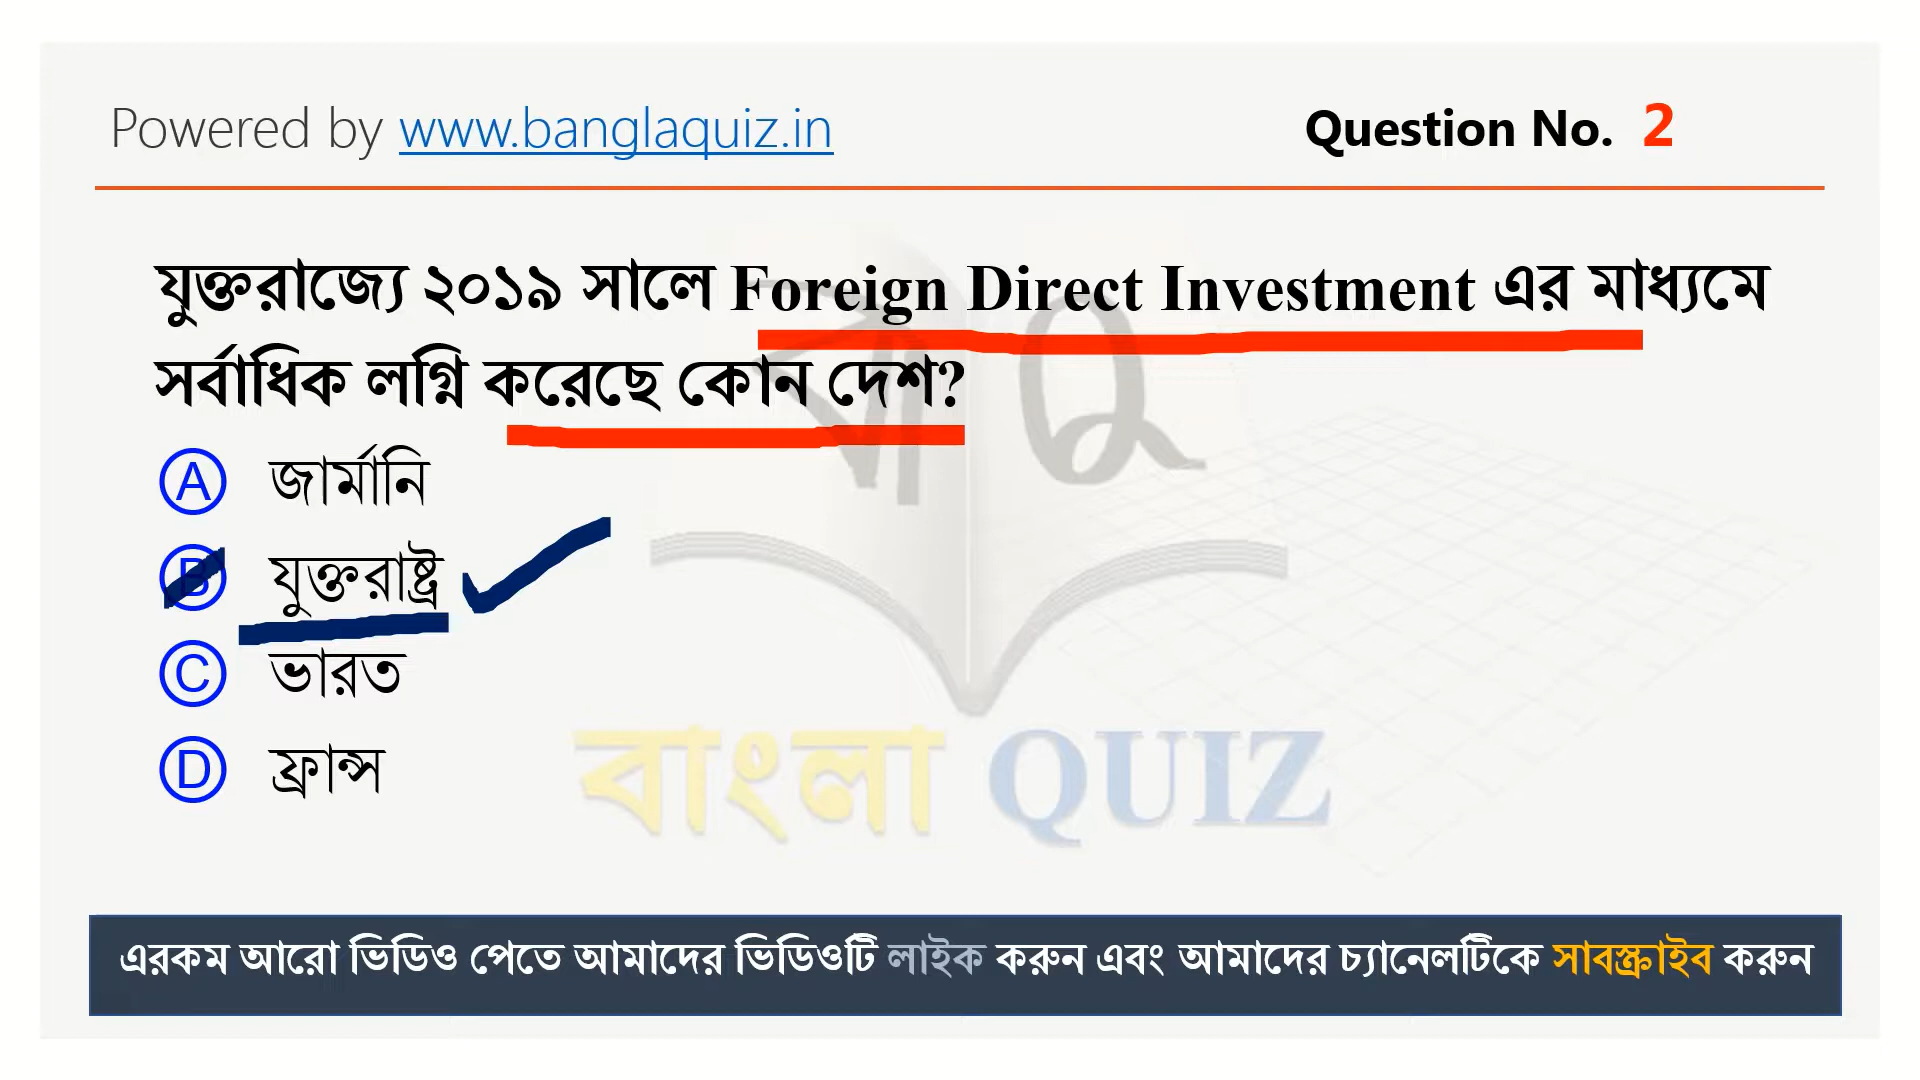 Powered by www.banglaquiz.in
Question No. 2
যুক্তরাজ্যে ২০১৯ সালে Foreign Direct Investment এর মাধ্যমে
সর্বাধিক লগ্নি করেছে কোন দেশ?
A জার্মানি
B যুক্তরাষ্ট্র
C ভারত
D ফ্রান্স
বা Q
বাংলা QUIZ
এরকম আরো ভিডিও পেতে আমাদের ভিডিওটি লাইক করুন এবং আমাদের চ্যানেলটিকে সাবস্ক্রাইব করুন